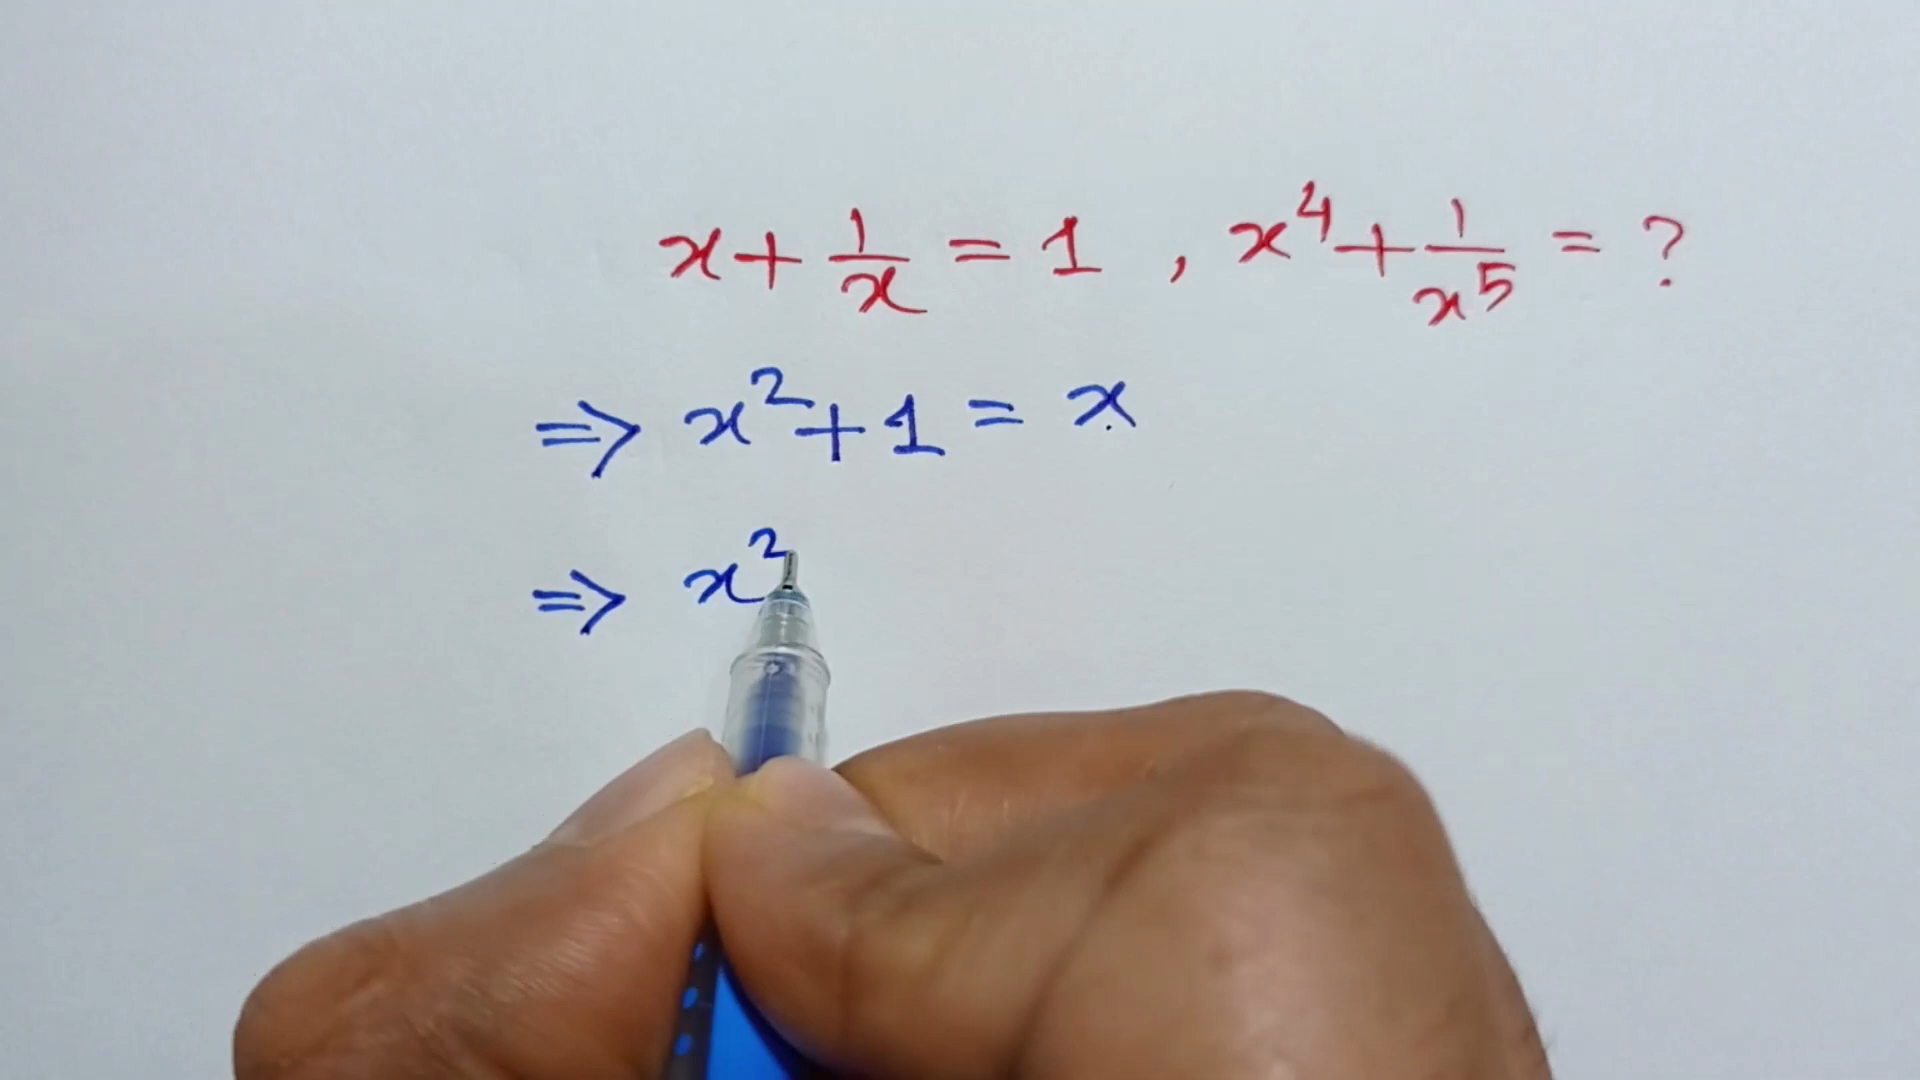 x + 1/x = 1 , x⁴ + 1/x⁵ = ?
⇒ x² + 1 = x
⇒ x²